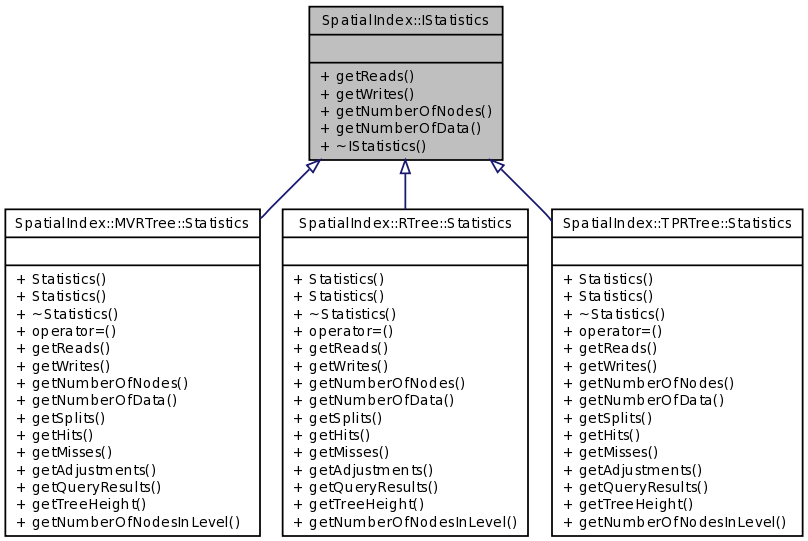 SpatialIndex::IStatistics
+ getReads()
+ getWrites()
+ getNumberOfNodes()
+ getNumberOfData()
+ ~IStatistics()
SpatialIndex::MVRTree::Statistics
+ Statistics()
+ Statistics()
+ ~Statistics()
+ operator=()
+ getReads()
+ getWrites()
+ getNumberOfNodes()
+ getNumberOfData()
+ getSplits()
+ getHits()
+ getMisses()
+ getAdjustments()
+ getQueryResults()
+ getTreeHeight()
+ getNumberOfNodesInLevel()
SpatialIndex::RTree::Statistics
+ Statistics()
+ Statistics()
+ ~Statistics()
+ operator=()
+ getReads()
+ getWrites()
+ getNumberOfNodes()
+ getNumberOfData()
+ getSplits()
+ getHits()
+ getMisses()
+ getAdjustments()
+ getQueryResults()
+ getTreeHeight()
+ getNumberOfNodesInLevel()
SpatialIndex::TPRTree::Statistics
+ Statistics()
+ Statistics()
+ ~Statistics()
+ operator=()
+ getReads()
+ getWrites()
+ getNumberOfNodes()
+ getNumberOfData()
+ getSplits()
+ getHits()
+ getMisses()
+ getAdjustments()
+ getQueryResults()
+ getTreeHeight()
+ getNumberOfNodesInLevel()